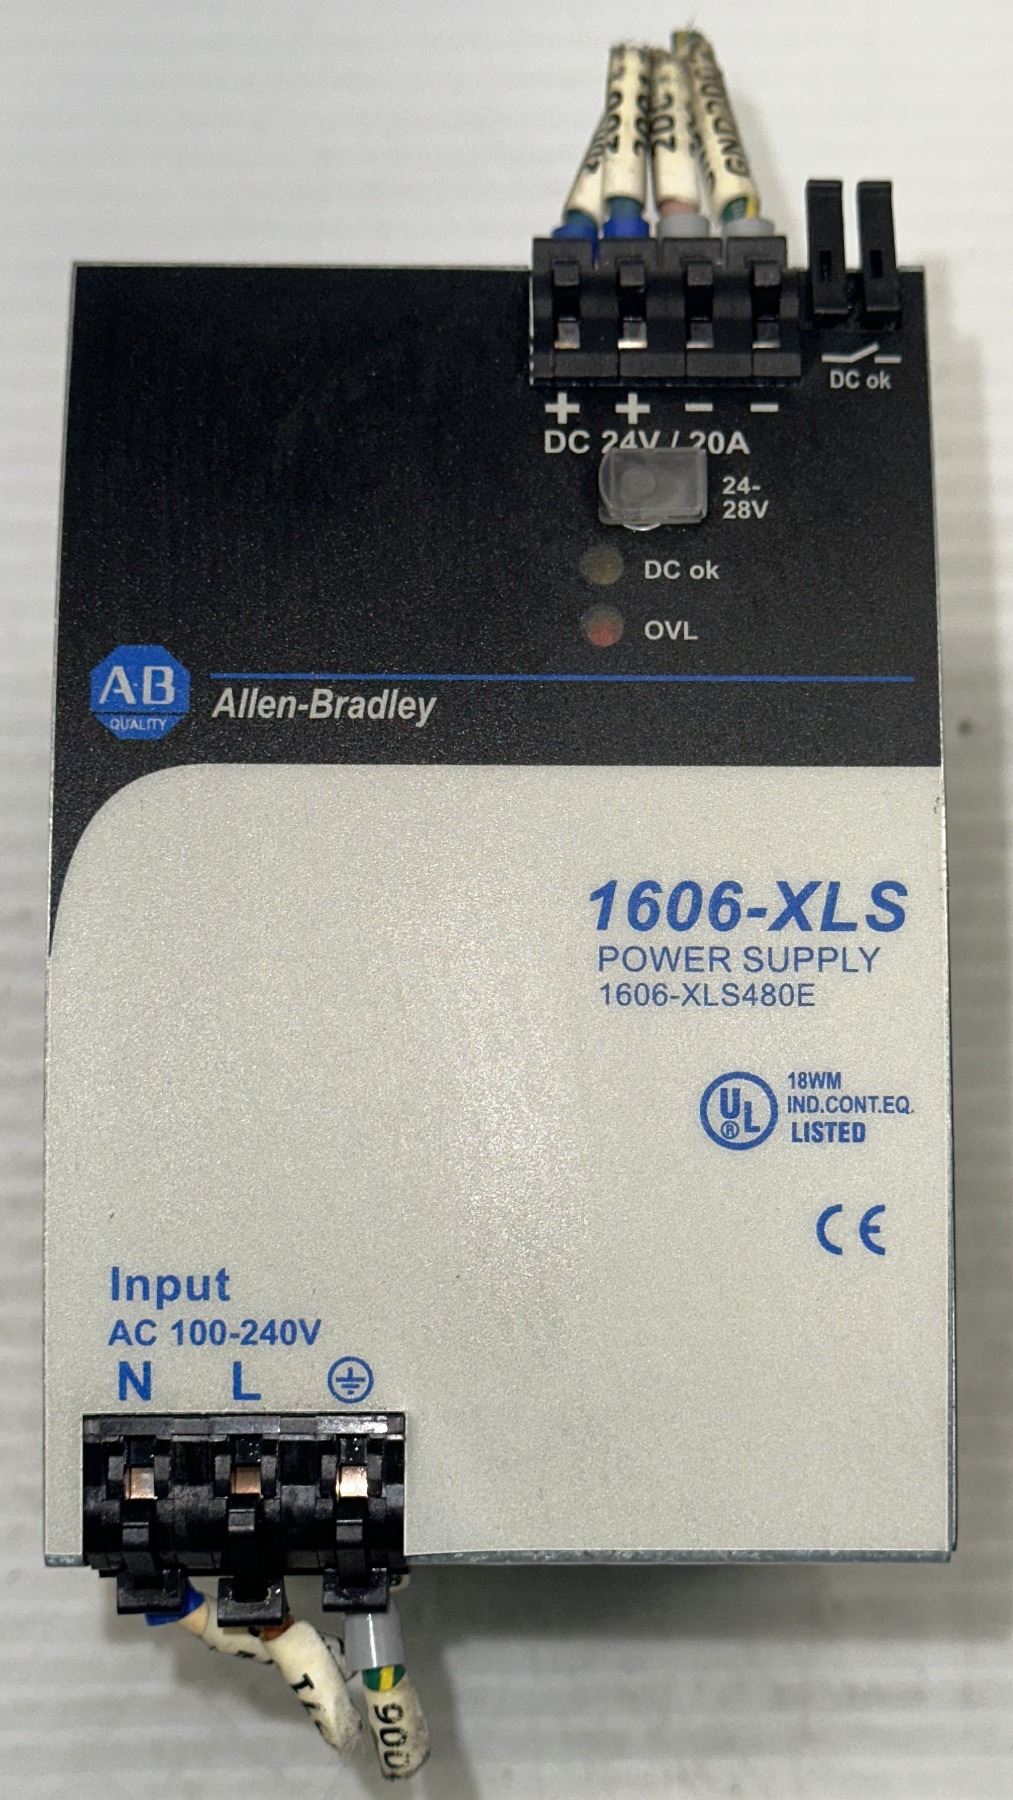 GND200
DC ok
+ + − −
DC 24V / 20A
24-
28V
DC ok
OVL
A·B
QUALITY
Allen-Bradley
1606-XLS
POWER SUPPLY
1606-XLS480E
UL
®
18WM
IND.CONT.EQ.
LISTED
CE
Input
AC 100-240V
N L